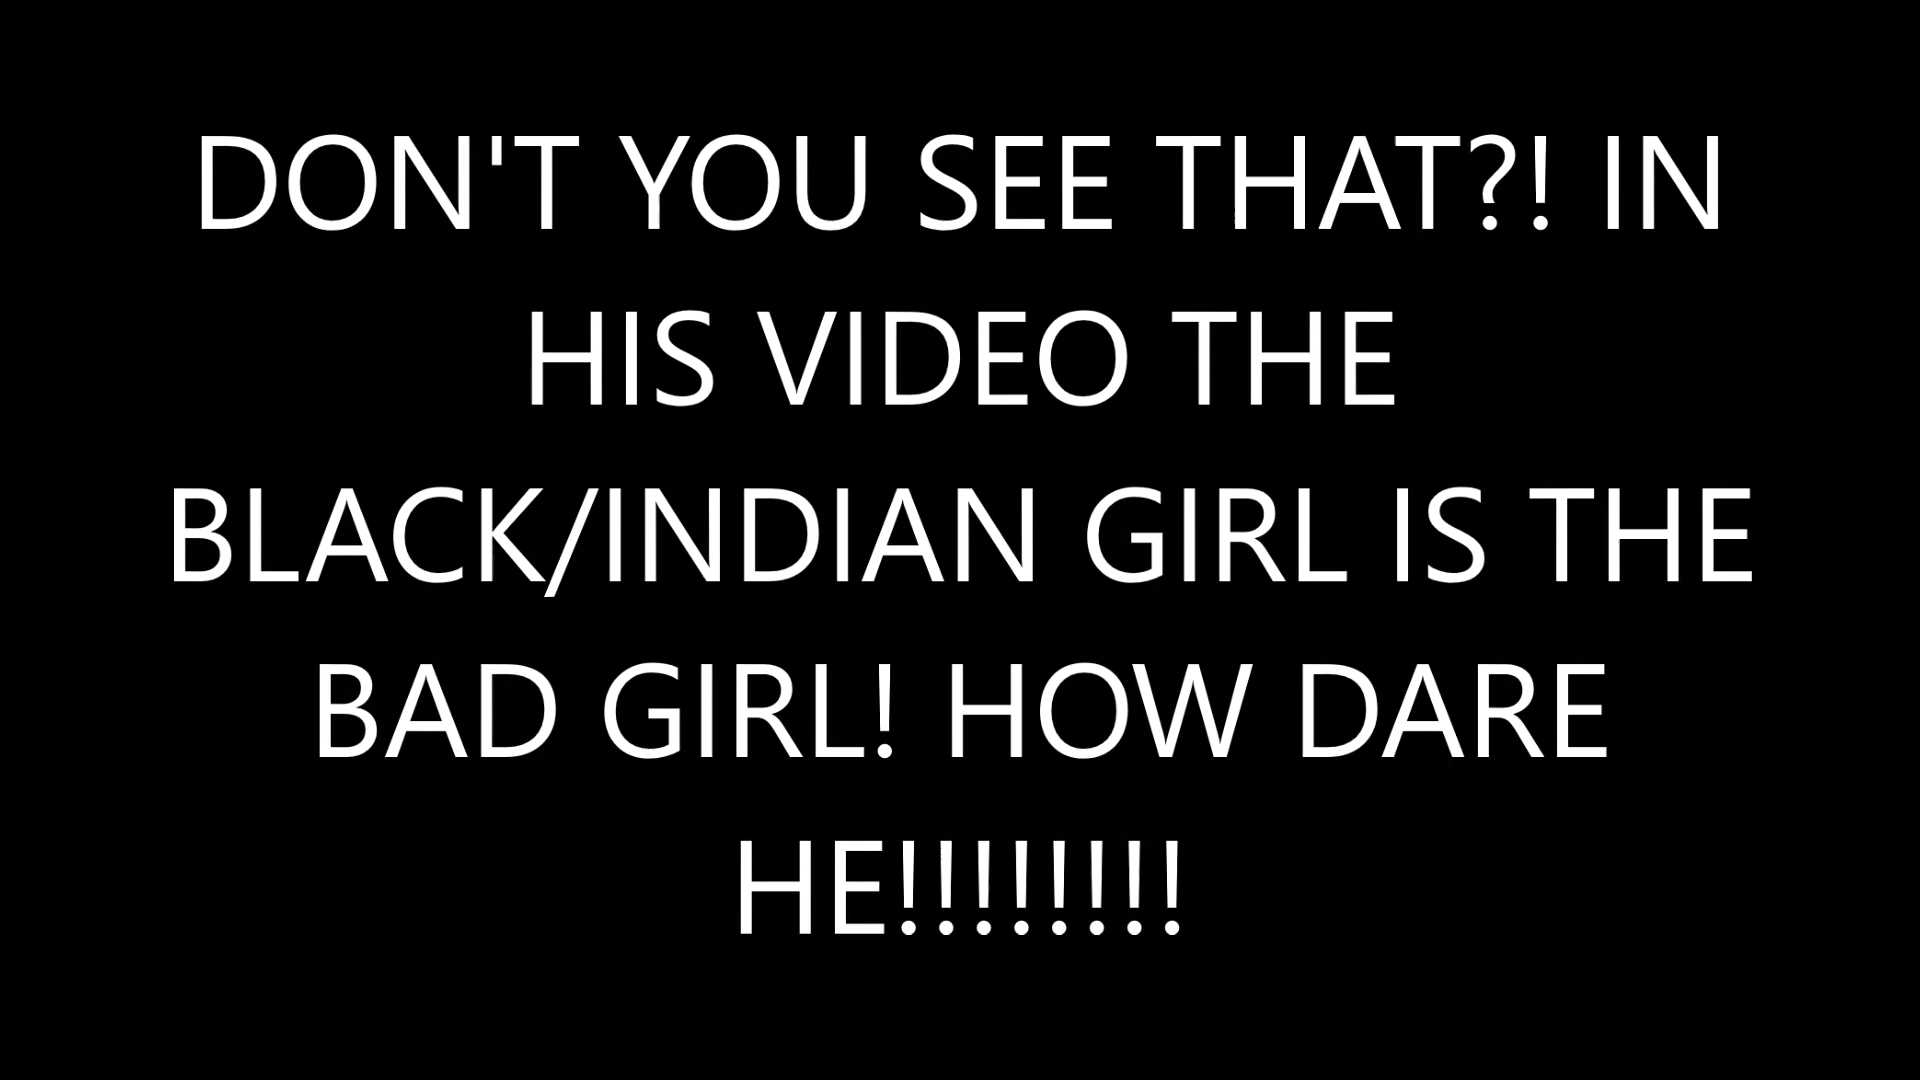 DON'T YOU SEE THAT?! IN
HIS VIDEO THE
BLACK/INDIAN GIRL IS THE
BAD GIRL! HOW DARE
HE!!!!!!!!